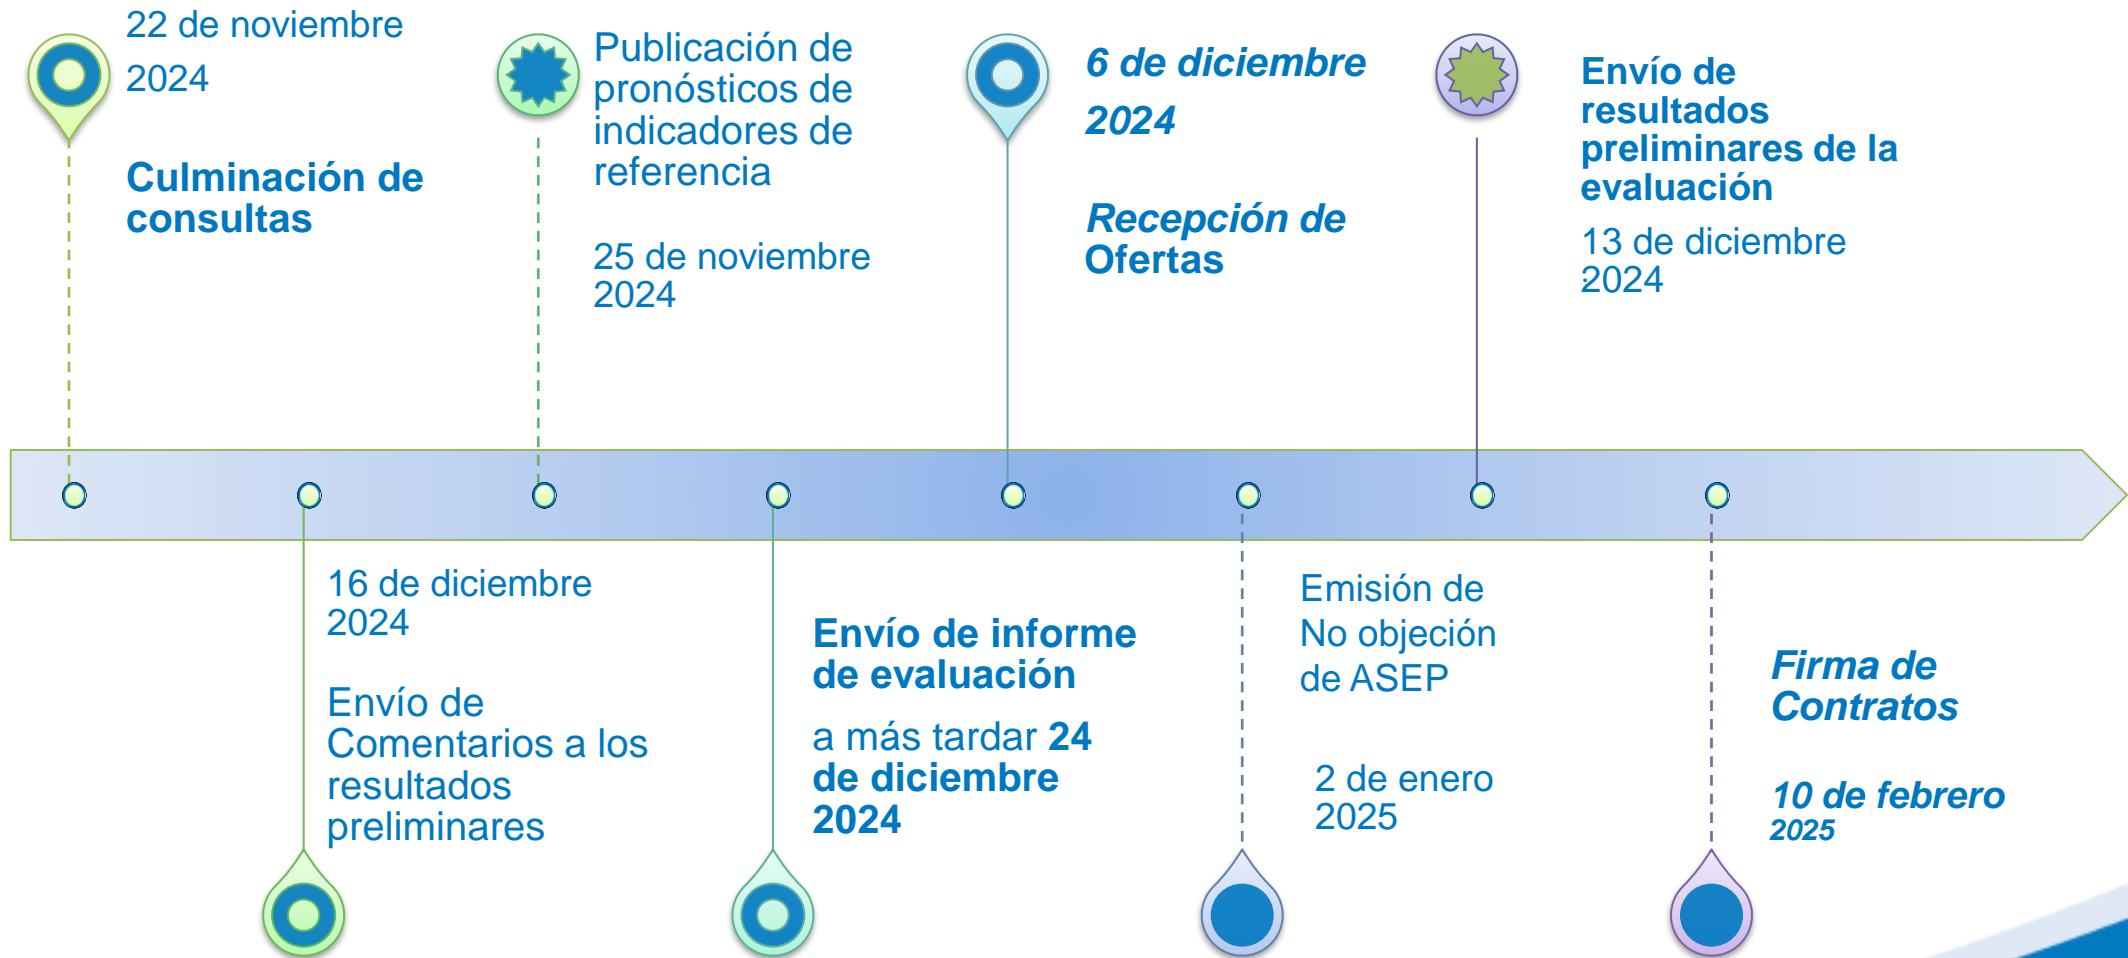 22 de noviembre
2024
Culminación de
consultas
Publicación de
pronósticos de
indicadores de
referencia
25 de noviembre
2024
6 de diciembre
2024
Recepción de
Ofertas
Envío de
resultados
preliminares de la
evaluación
13 de diciembre
2024
16 de diciembre
2024
Envío de
Comentarios a los
resultados
preliminares
Envío de informe
de evaluación
a más tardar 24
de diciembre
2024
Emisión de
No objeción
de ASEP
2 de enero
2025
Firma de
Contratos
10 de febrero
2025